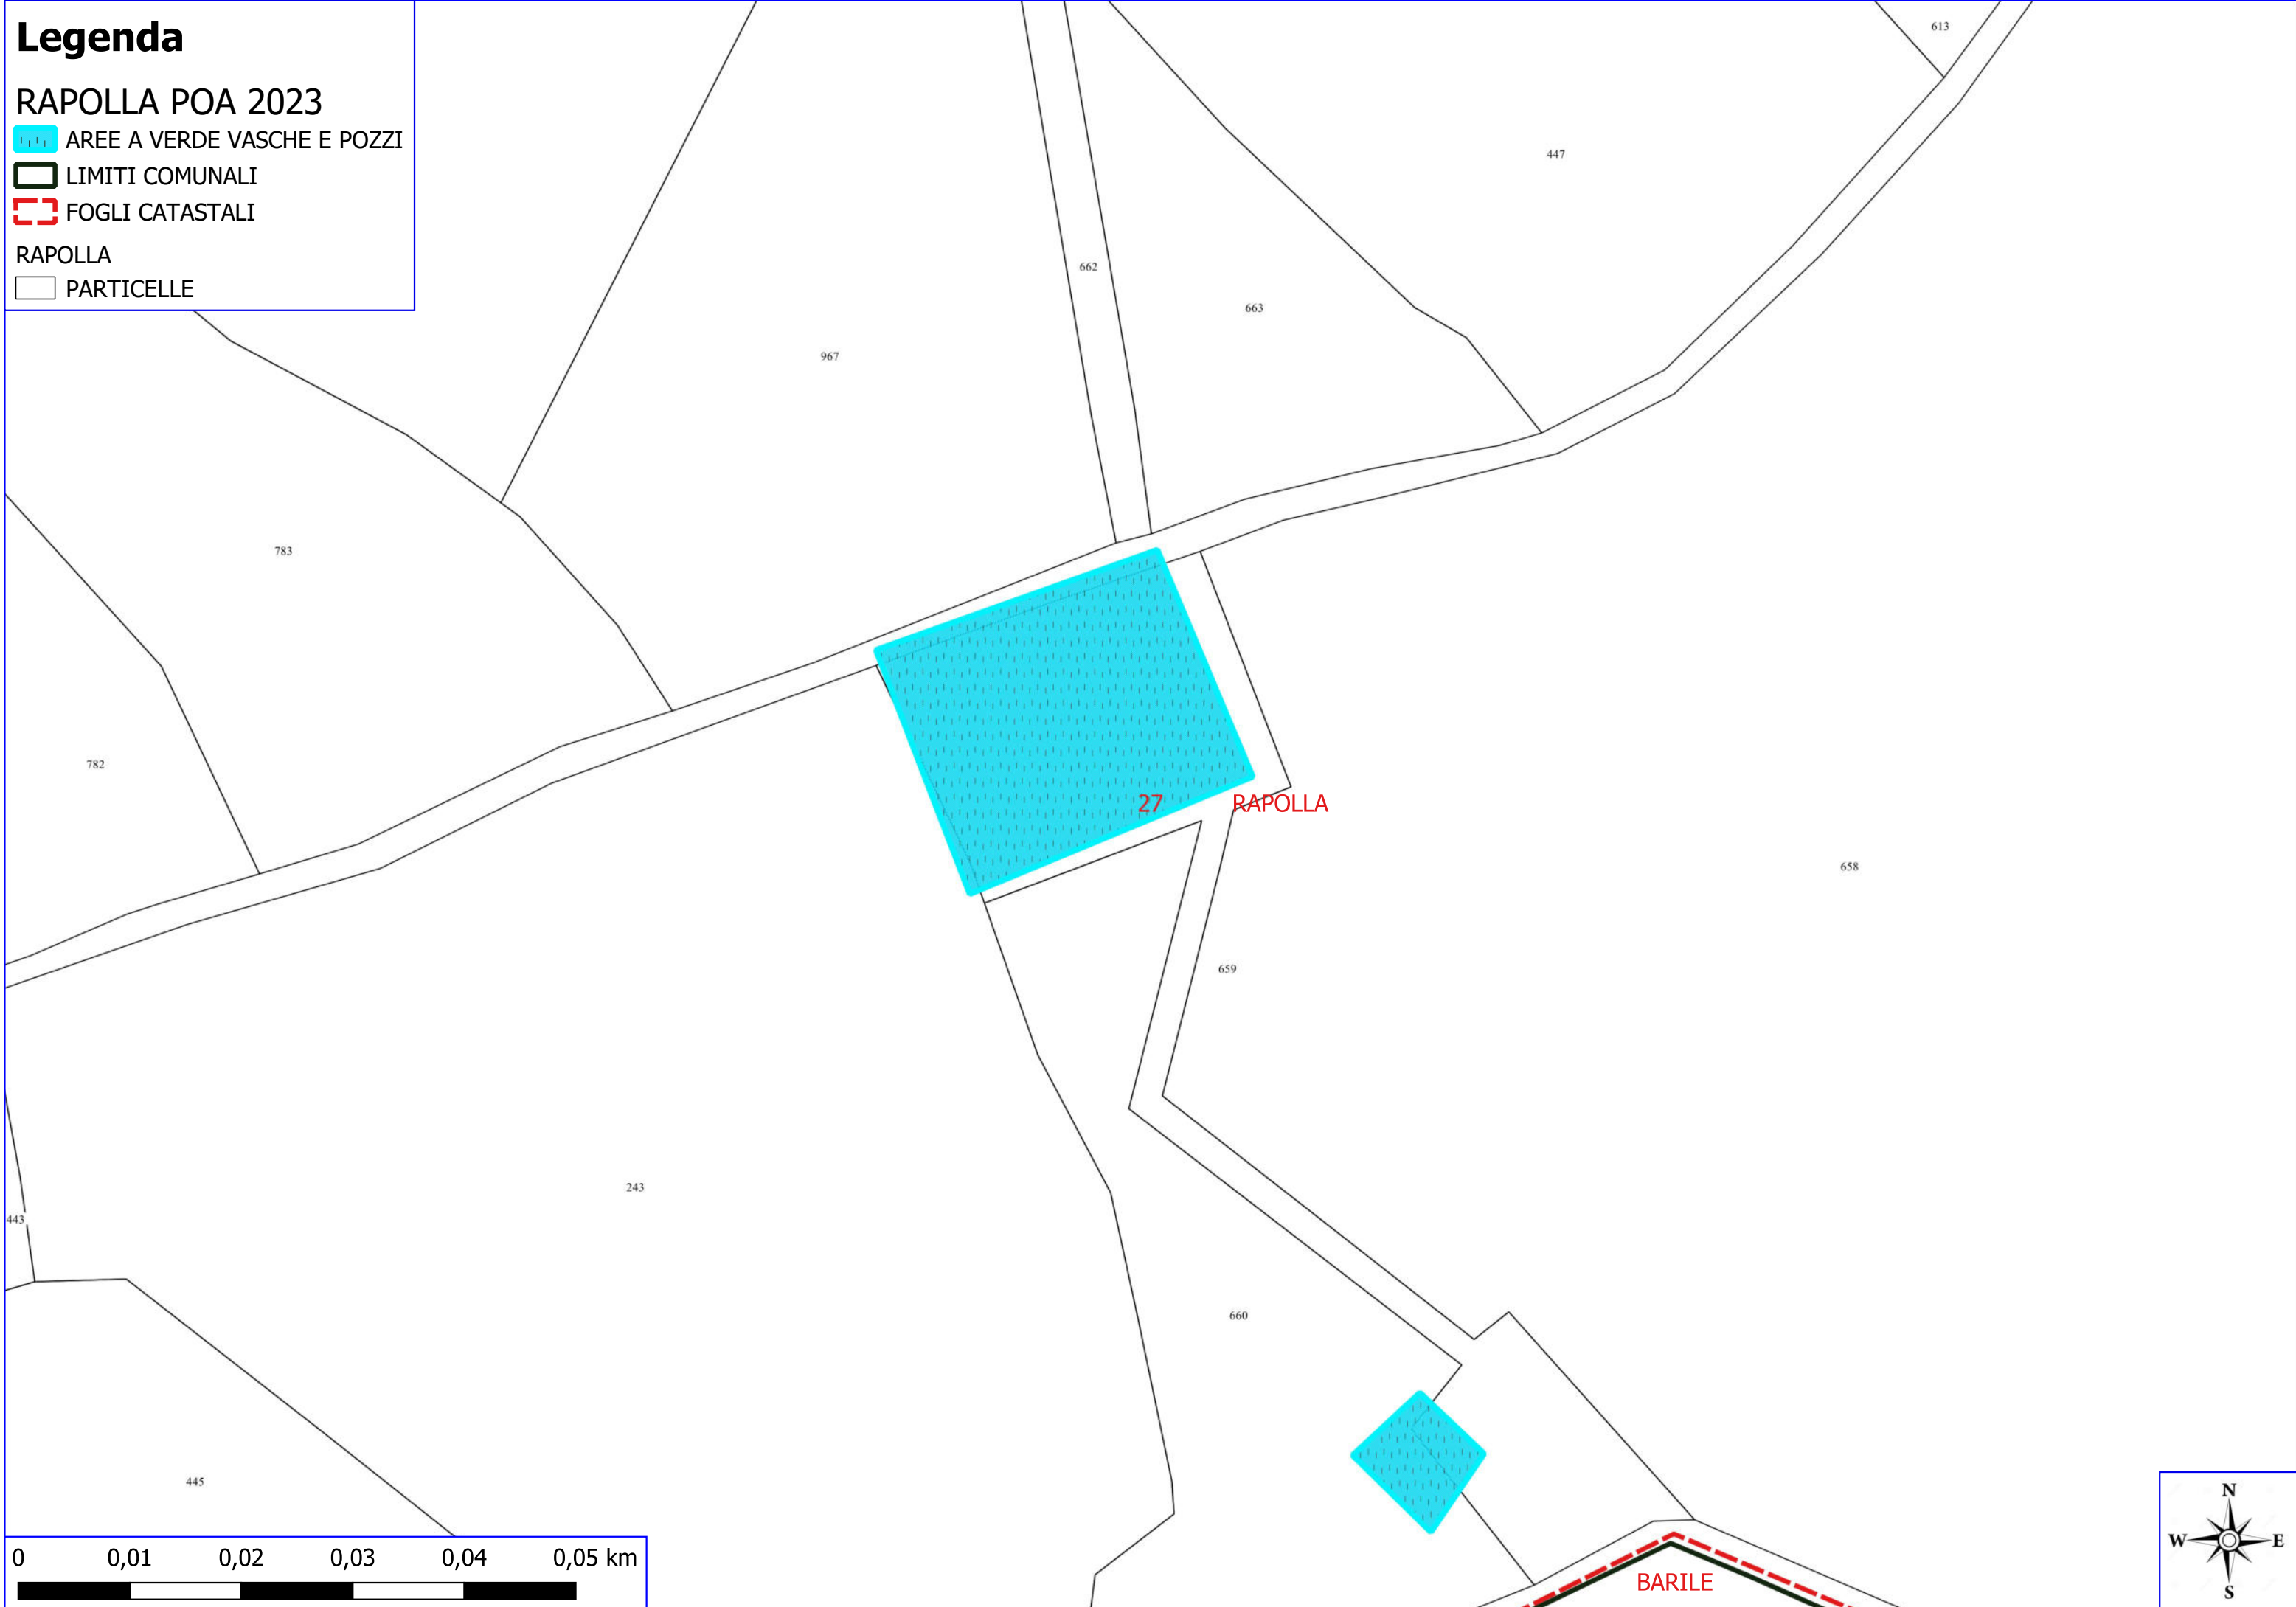 Legenda
RAPOLLA POA 2023
AREE A VERDE VASCHE E POZZI
LIMITI COMUNALI
FOGLI CATASTALI
RAPOLLA
PARTICELLE
613
447
662
663
967
783
782
27
RAPOLLA
658
659
243
443
660
445
0 0,01 0,02 0,03 0,04 0,05 km
BARILE
N
W E
S